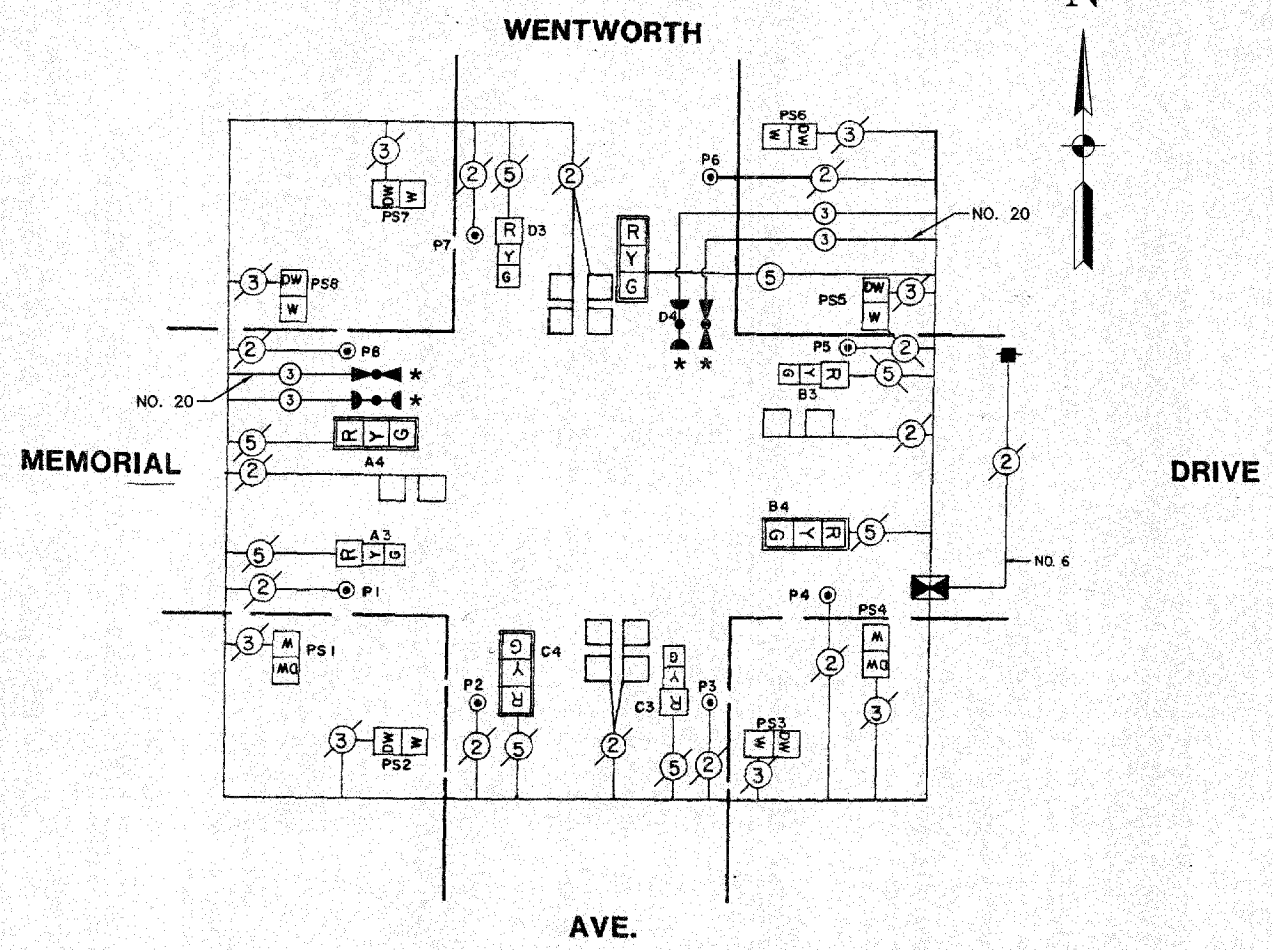 N
WENTWORTH
PS6
W DW
3
3
2
5
2
P6
2
DW W
PS7
3
NO. 20
P7
R
Y
G
D3
R
Y
G
3
5
3
DW
W
PS8
PS5
DW
W
3
D4
2
P8
P5
2
3
* *
*
G Y R
5
B3
NO. 20
3
*
5
R Y G
2
2
MEMORIAL
2
A4
DRIVE
B4
G Y R
5
A3
5
R Y G
NO. 6
2
P1
P4
PS4
3
W
DW
PS1
G
Y
R
C4
G
Y
R
C3
2
W
DW
P2
P3
3
3
DW W
PS2
2
5
2
5
2
PS3
W DW
3
AVE.